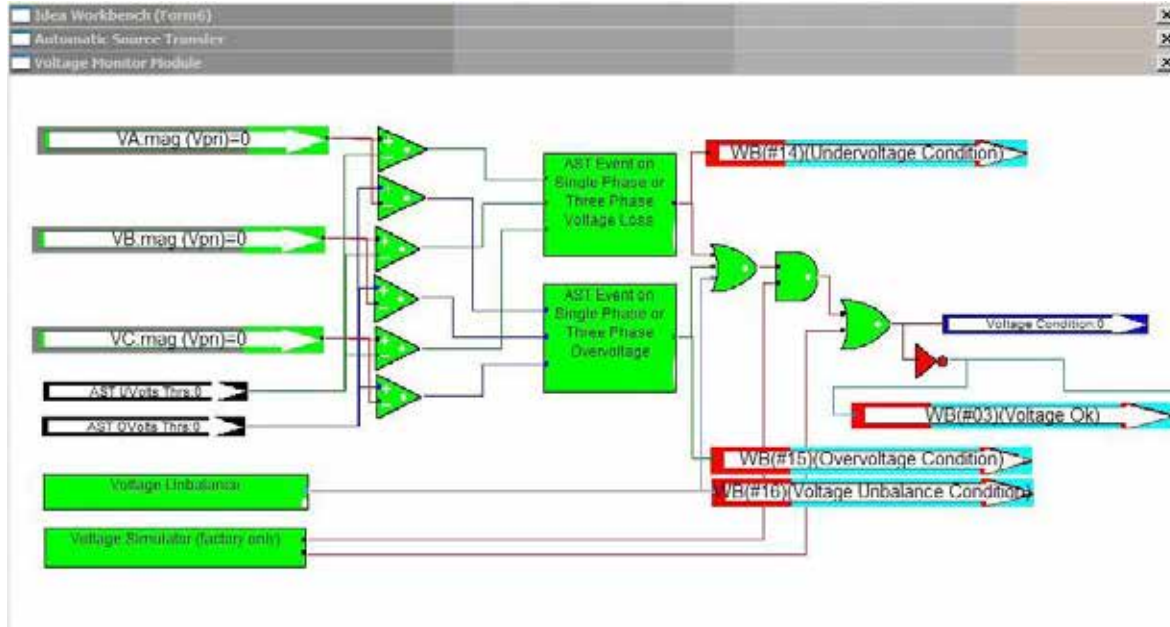 Idea Workbench (Form6)
Automatic Source Transfer
Voltage Monitor Module
VA.mag (Vpri)=0
VB.mag (Vpri)=0
VC.mag (Vpri)=0
AST UVolts Thrs:0
AST OVolts Thrs:0
Voltage Unbalance
Voltage Simulator (factory only)
AST Event on
Single Phase or
Three Phase
Voltage Loss
AST Event on
Single Phase or
Three Phase
Overvoltage
WB(#14)(Undervoltage Condition)
Voltage Condition:0
WB(#03)(Voltage Ok)
WB(#15)(Overvoltage Condition)
WB(#16)(Voltage Unbalance Condition)